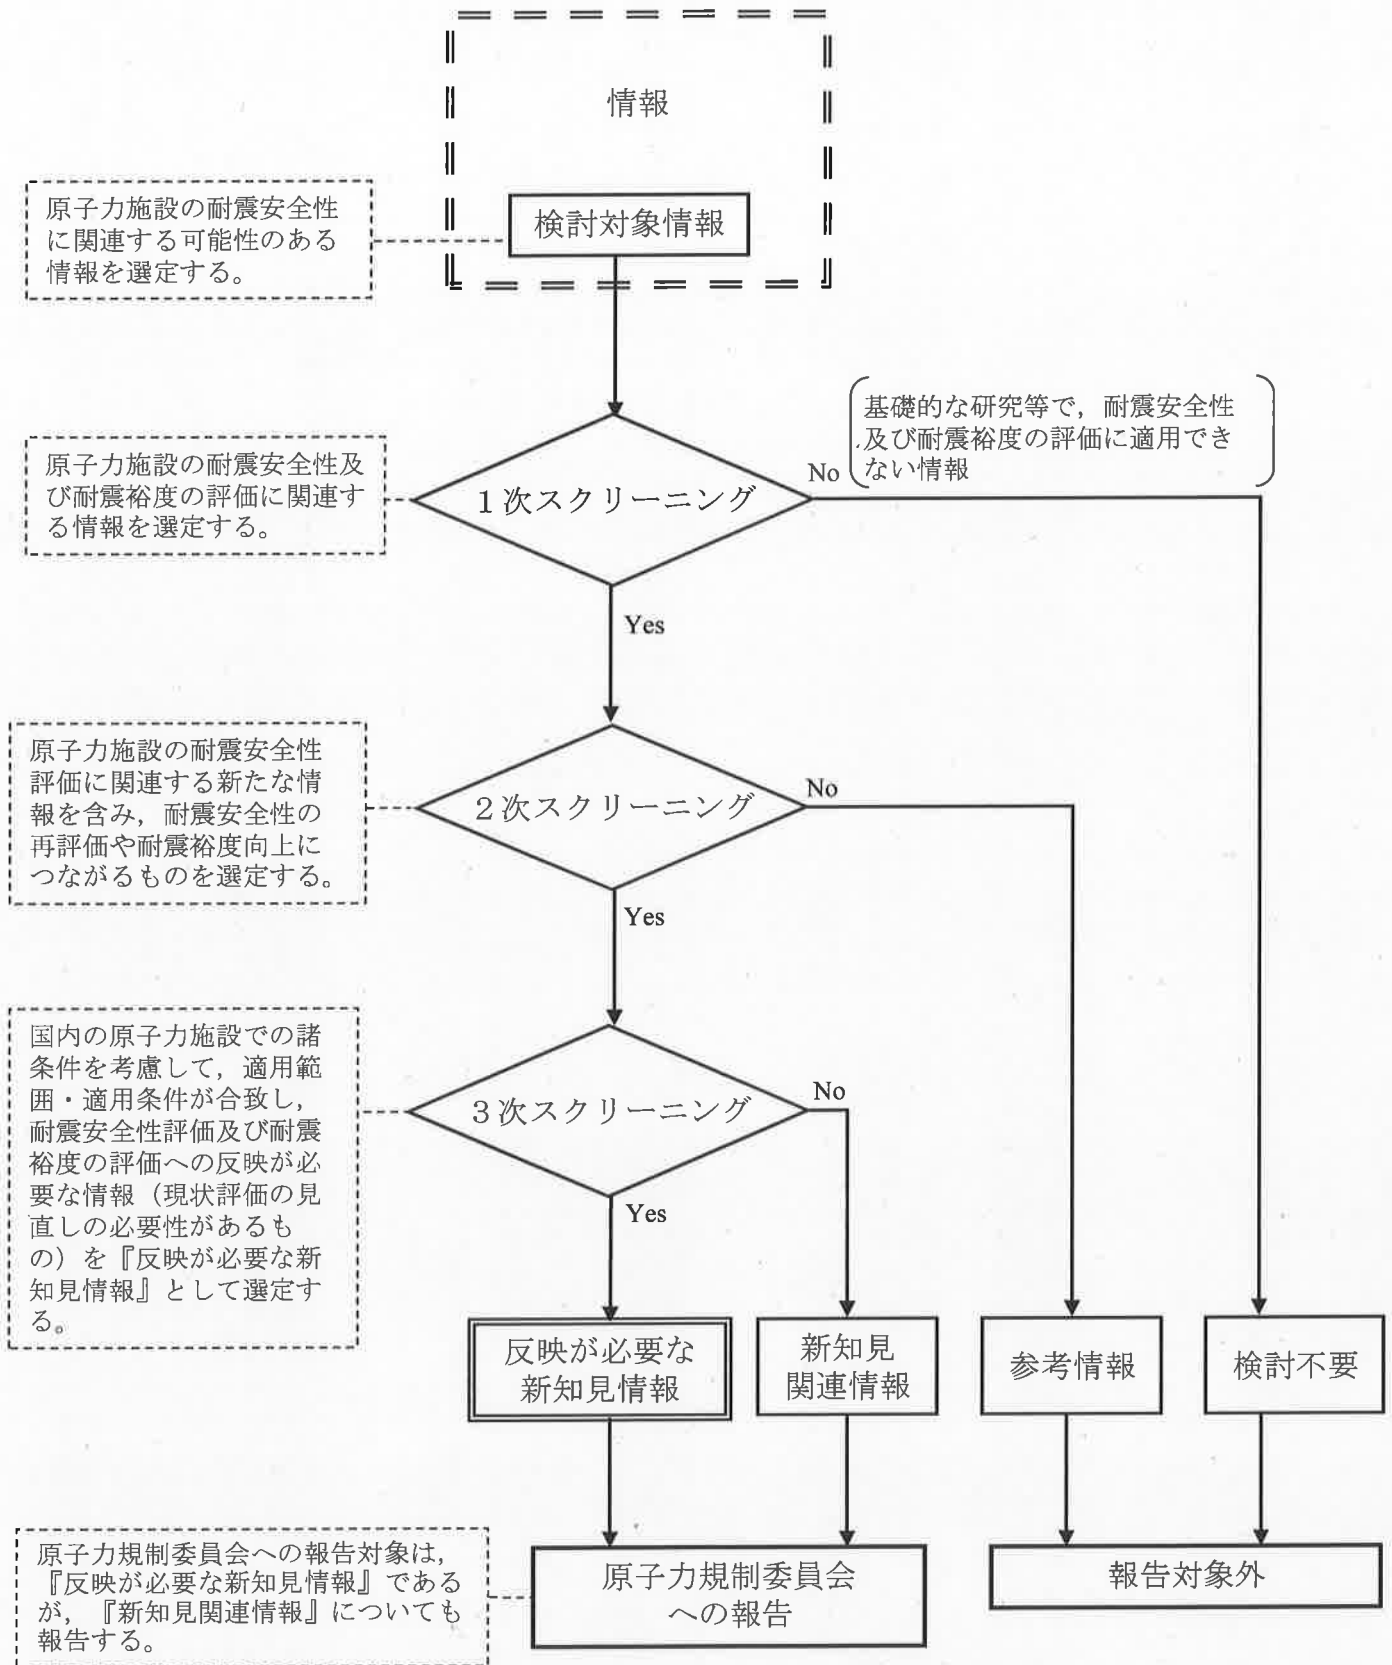 情報
検討対象情報
原子力施設の耐震安全性
に関連する可能性のある
情報を選定する。
基礎的な研究等で，耐震安全性
及び耐震裕度の評価に適用でき
ない情報
No
原子力施設の耐震安全性及
び耐震裕度の評価に関連す
る情報を選定する。
１次スクリーニング
Yes
原子力施設の耐震安全性
評価に関連する新たな情
報を含み，耐震安全性の
再評価や耐震裕度向上に
つながるものを選定する。
２次スクリーニング
No
Yes
国内の原子力施設での諸
条件を考慮して，適用範
囲・適用条件が合致し，
耐震安全性評価及び耐震
裕度の評価への反映が必
要な情報（現状評価の見
直しの必要性があるも
の）を『反映が必要な新
知見情報』として選定す
る。
３次スクリーニング
No
Yes
反映が必要な
新知見情報
新知見
関連情報
参考情報
検討不要
原子力規制委員会への報告対象は，
『反映が必要な新知見情報』である
が，『新知見関連情報』についても
報告する。
原子力規制委員会
への報告
報告対象外